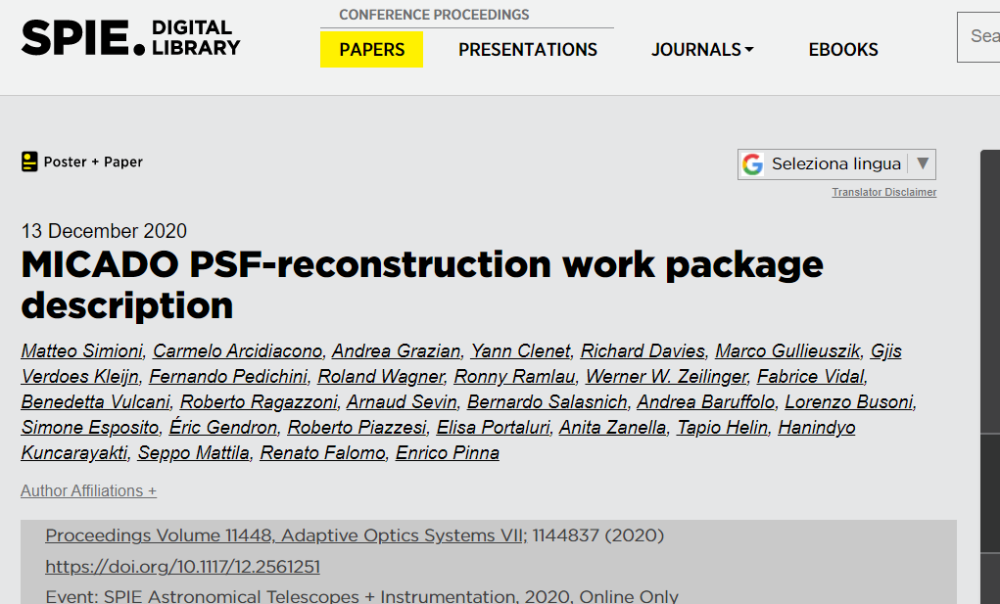 CONFERENCE PROCEEDINGS
SPIE. DIGITAL LIBRARY
PAPERS PRESENTATIONS JOURNALS EBOOKS
Sea
Poster + Paper
Seleziona lingua
Translator Disclaimer
13 December 2020
MICADO PSF-reconstruction work package
description
Matteo Simioni, Carmelo Arcidiacono, Andrea Grazian, Yann Clenet, Richard Davies, Marco Gullieuszik, Gjis
Verdoes Kleijn, Fernando Pedichini, Roland Wagner, Ronny Ramlau, Werner W. Zeilinger, Fabrice Vidal,
Benedetta Vulcani, Roberto Ragazzoni, Arnaud Sevin, Bernardo Salasnich, Andrea Baruffolo, Lorenzo Busoni,
Simone Esposito, Éric Gendron, Roberto Piazzesi, Elisa Portaluri, Anita Zanella, Tapio Helin, Hanindyo
Kuncarayakti, Seppo Mattila, Renato Falomo, Enrico Pinna
Author Affiliations +
Proceedings Volume 11448, Adaptive Optics Systems VII; 1144837 (2020)
https://doi.org/10.1117/12.2561251
Event: SPIE Astronomical Telescopes + Instrumentation, 2020, Online Only